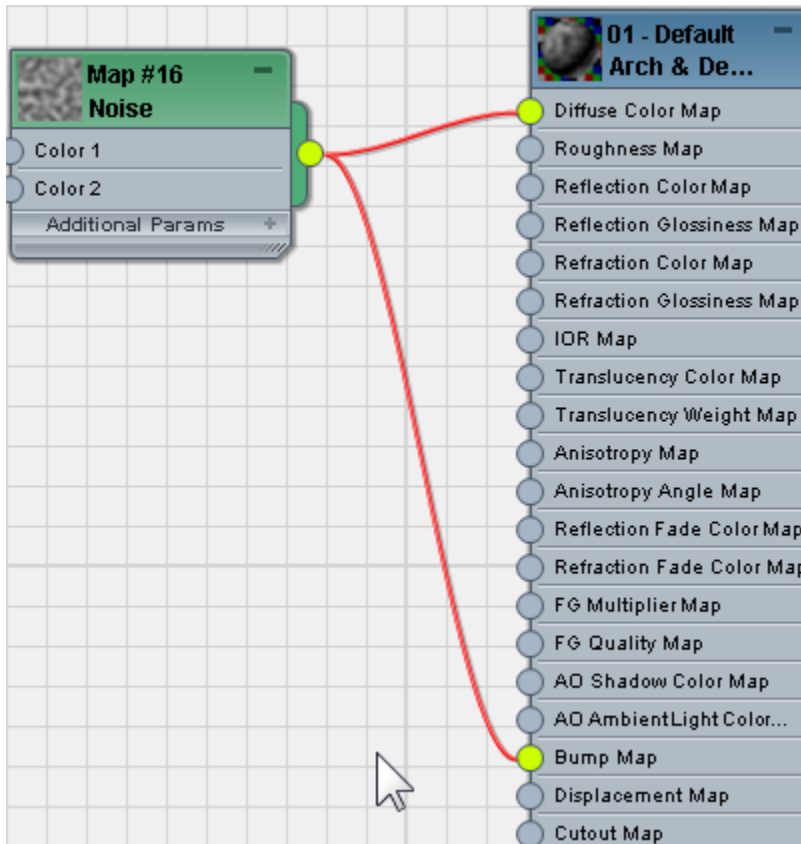 Map #16
Noise
Color 1
Color 2
Additional Params
01 - Default
Arch & De...
Diffuse Color Map
Roughness Map
Reflection Color Map
Reflection Glossiness Map
Refraction Color Map
Refraction Glossiness Map
IOR Map
Translucency Color Map
Translucency Weight Map
Anisotropy Map
Anisotropy Angle Map
Reflection Fade Color Map
Refraction Fade Color Map
FG Multiplier Map
FG Quality Map
AO Shadow Color Map
AO AmbientLight Color...
Bump Map
Displacement Map
Cutout Map